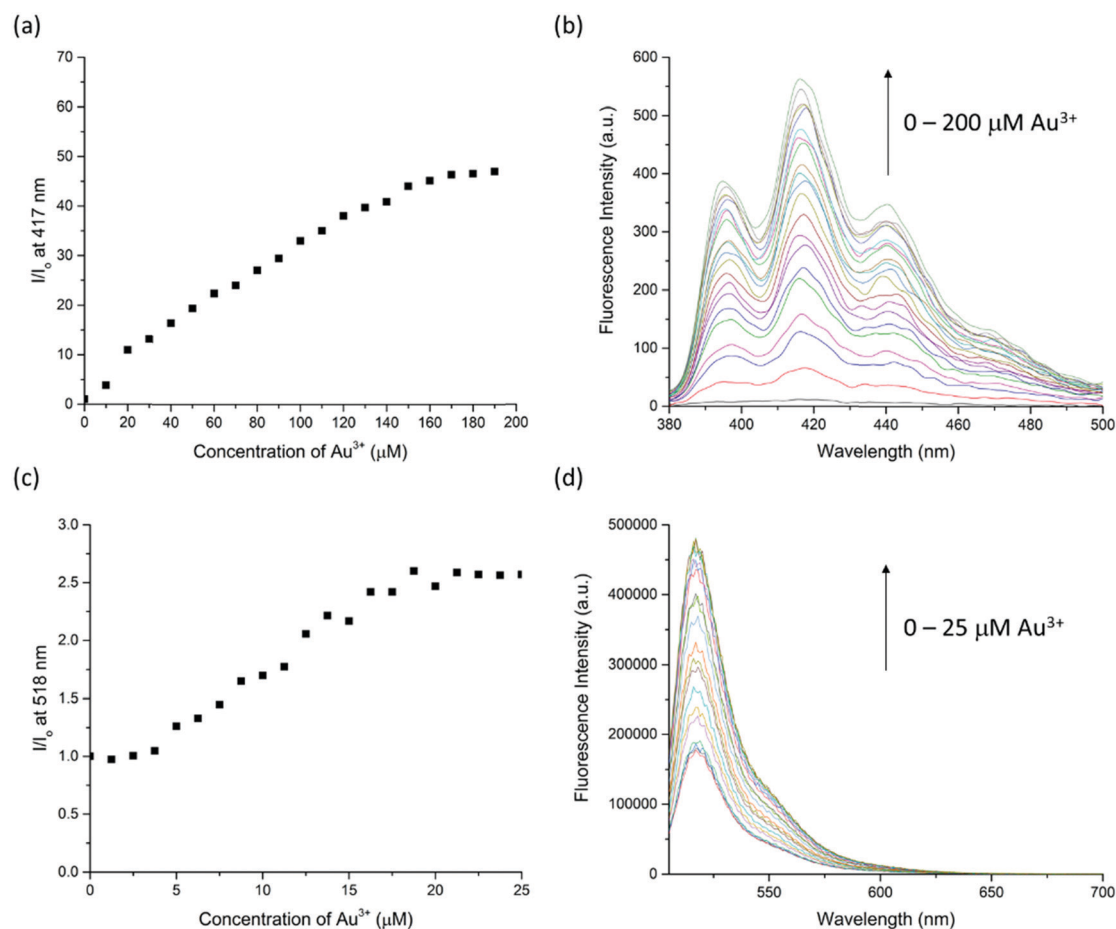 (a)
70
60
50
40
30
20
10
0
I/Iₒ at 417 nm
0 20 40 60 80 100 120 140 160 180 200
Concentration of Au³⁺ (μM)
(b)
600
500
400
300
200
100
0
Fluorescence Intensity (a.u.)
0 – 200 μM Au³⁺
380 400 420 440 460 480 500
Wavelength (nm)
(c)
3.0
2.5
2.0
1.5
1.0
0.5
0.0
I/Iₒ at 518 nm
0 5 10 15 20 25
Concentration of Au³⁺ (μM)
(d)
500000
400000
300000
200000
100000
0
Fluorescence Intensity (a.u.)
0 – 25 μM Au³⁺
550 600 650 700
Wavelength (nm)